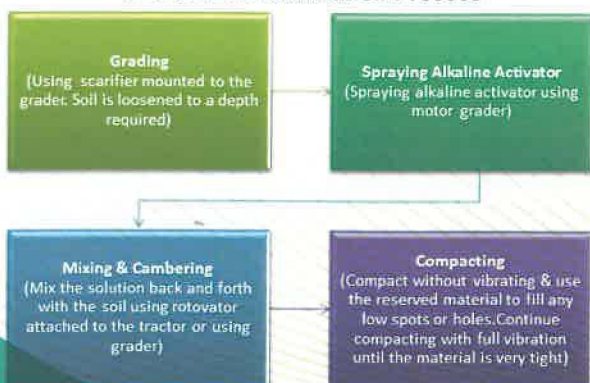 Grading
(Using scarifier mounted to the
grader. Soil is loosened to a depth
required)
Spraying Alkaline Activator
(Spraying alkaline activator using
motor grader)
Mixing & Cambering
(Mix the solution back and forth
with the soil using rotovator
attached to the tractor or using
grader)
Compacting
(Compact without vibrating & use
the reserved material to fill any
low spots or holes.Continue
compacting with full vibration
until the material is very tight)